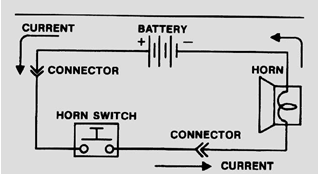 CURRENT
BATTERY
+ −
CONNECTOR
HORN
HORN SWITCH
CONNECTOR
CURRENT